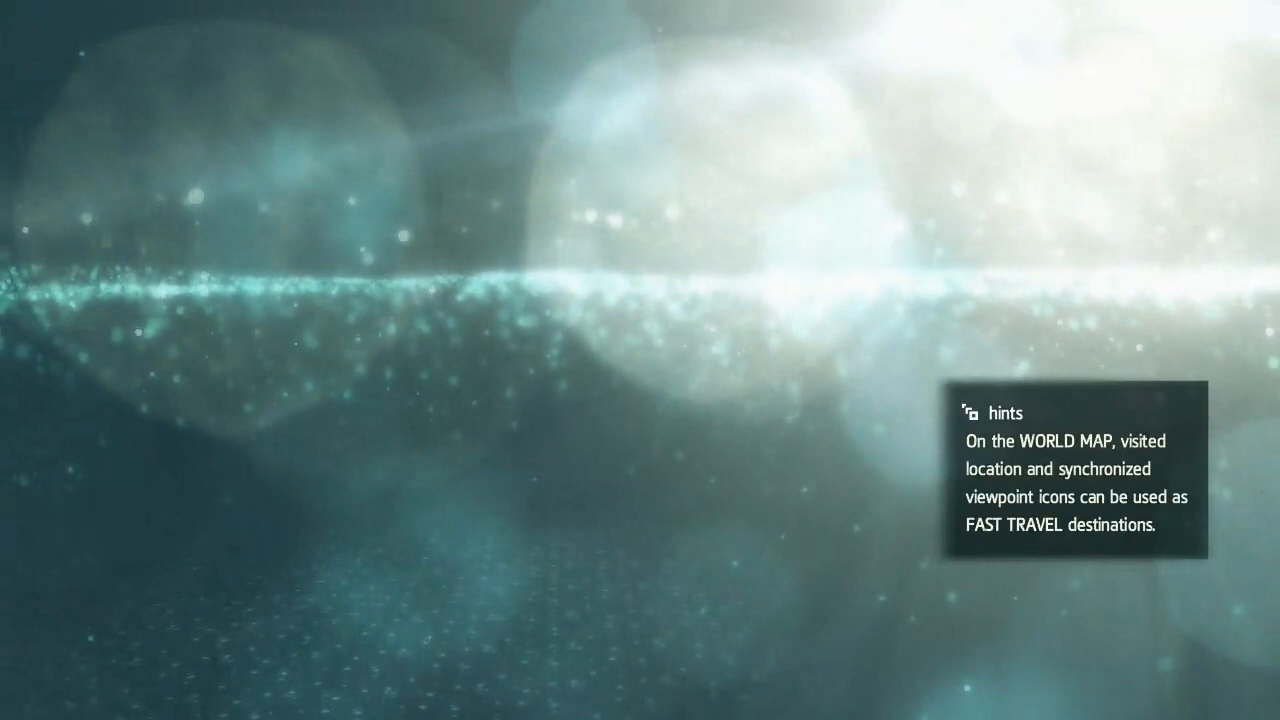 hints
On the WORLD MAP, visited
location and synchronized
viewpoint icons can be used as
FAST TRAVEL destinations.